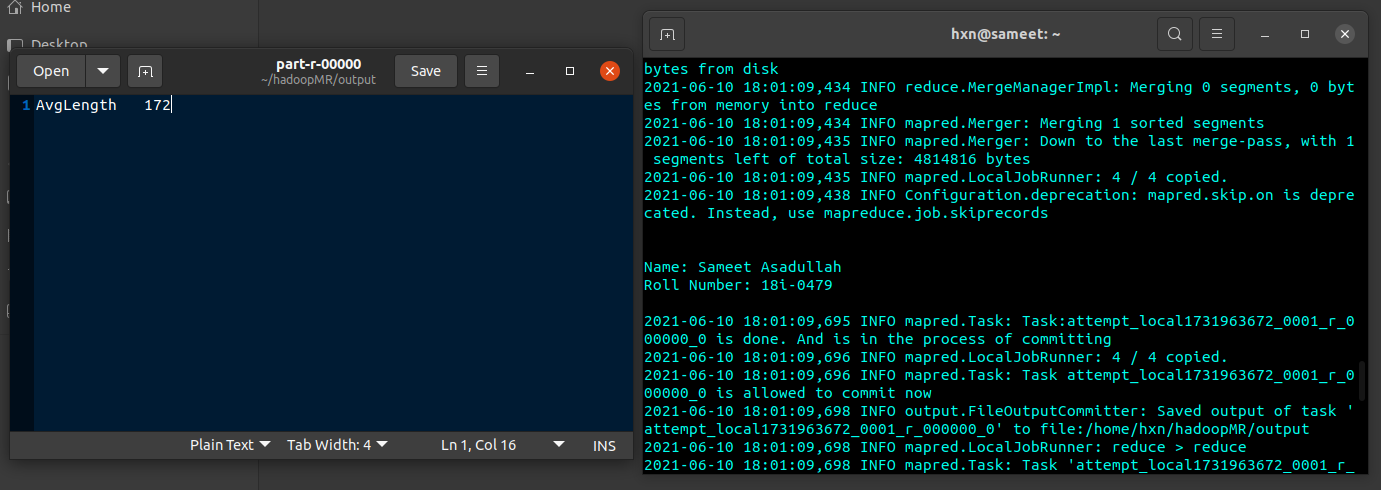 Home
Desktop
Open
part-r-00000
~/hadoopMR/output
Save
1 AvgLength 172
Plain Text
Tab Width: 4
Ln 1, Col 16
INS
hxn@sameet: ~
bytes from disk
2021-06-10 18:01:09,434 INFO reduce.MergeManagerImpl: Merging 0 segments, 0 byt
es from memory into reduce
2021-06-10 18:01:09,434 INFO mapred.Merger: Merging 1 sorted segments
2021-06-10 18:01:09,435 INFO mapred.Merger: Down to the last merge-pass, with 1
 segments left of total size: 4814816 bytes
2021-06-10 18:01:09,435 INFO mapred.LocalJobRunner: 4 / 4 copied.
2021-06-10 18:01:09,438 INFO Configuration.deprecation: mapred.skip.on is depre
cated. Instead, use mapreduce.job.skiprecords
Name: Sameet Asadullah
Roll Number: 18i-0479
2021-06-10 18:01:09,695 INFO mapred.Task: Task:attempt_local1731963672_0001_r_0
00000_0 is done. And is in the process of committing
2021-06-10 18:01:09,696 INFO mapred.LocalJobRunner: 4 / 4 copied.
2021-06-10 18:01:09,696 INFO mapred.Task: Task attempt_local1731963672_0001_r_0
00000_0 is allowed to commit now
2021-06-10 18:01:09,698 INFO output.FileOutputCommitter: Saved output of task '
attempt_local1731963672_0001_r_000000_0' to file:/home/hxn/hadoopMR/output
2021-06-10 18:01:09,698 INFO mapred.LocalJobRunner: reduce > reduce
2021-06-10 18:01:09,698 INFO mapred.Task: Task 'attempt_local1731963672_0001_r_